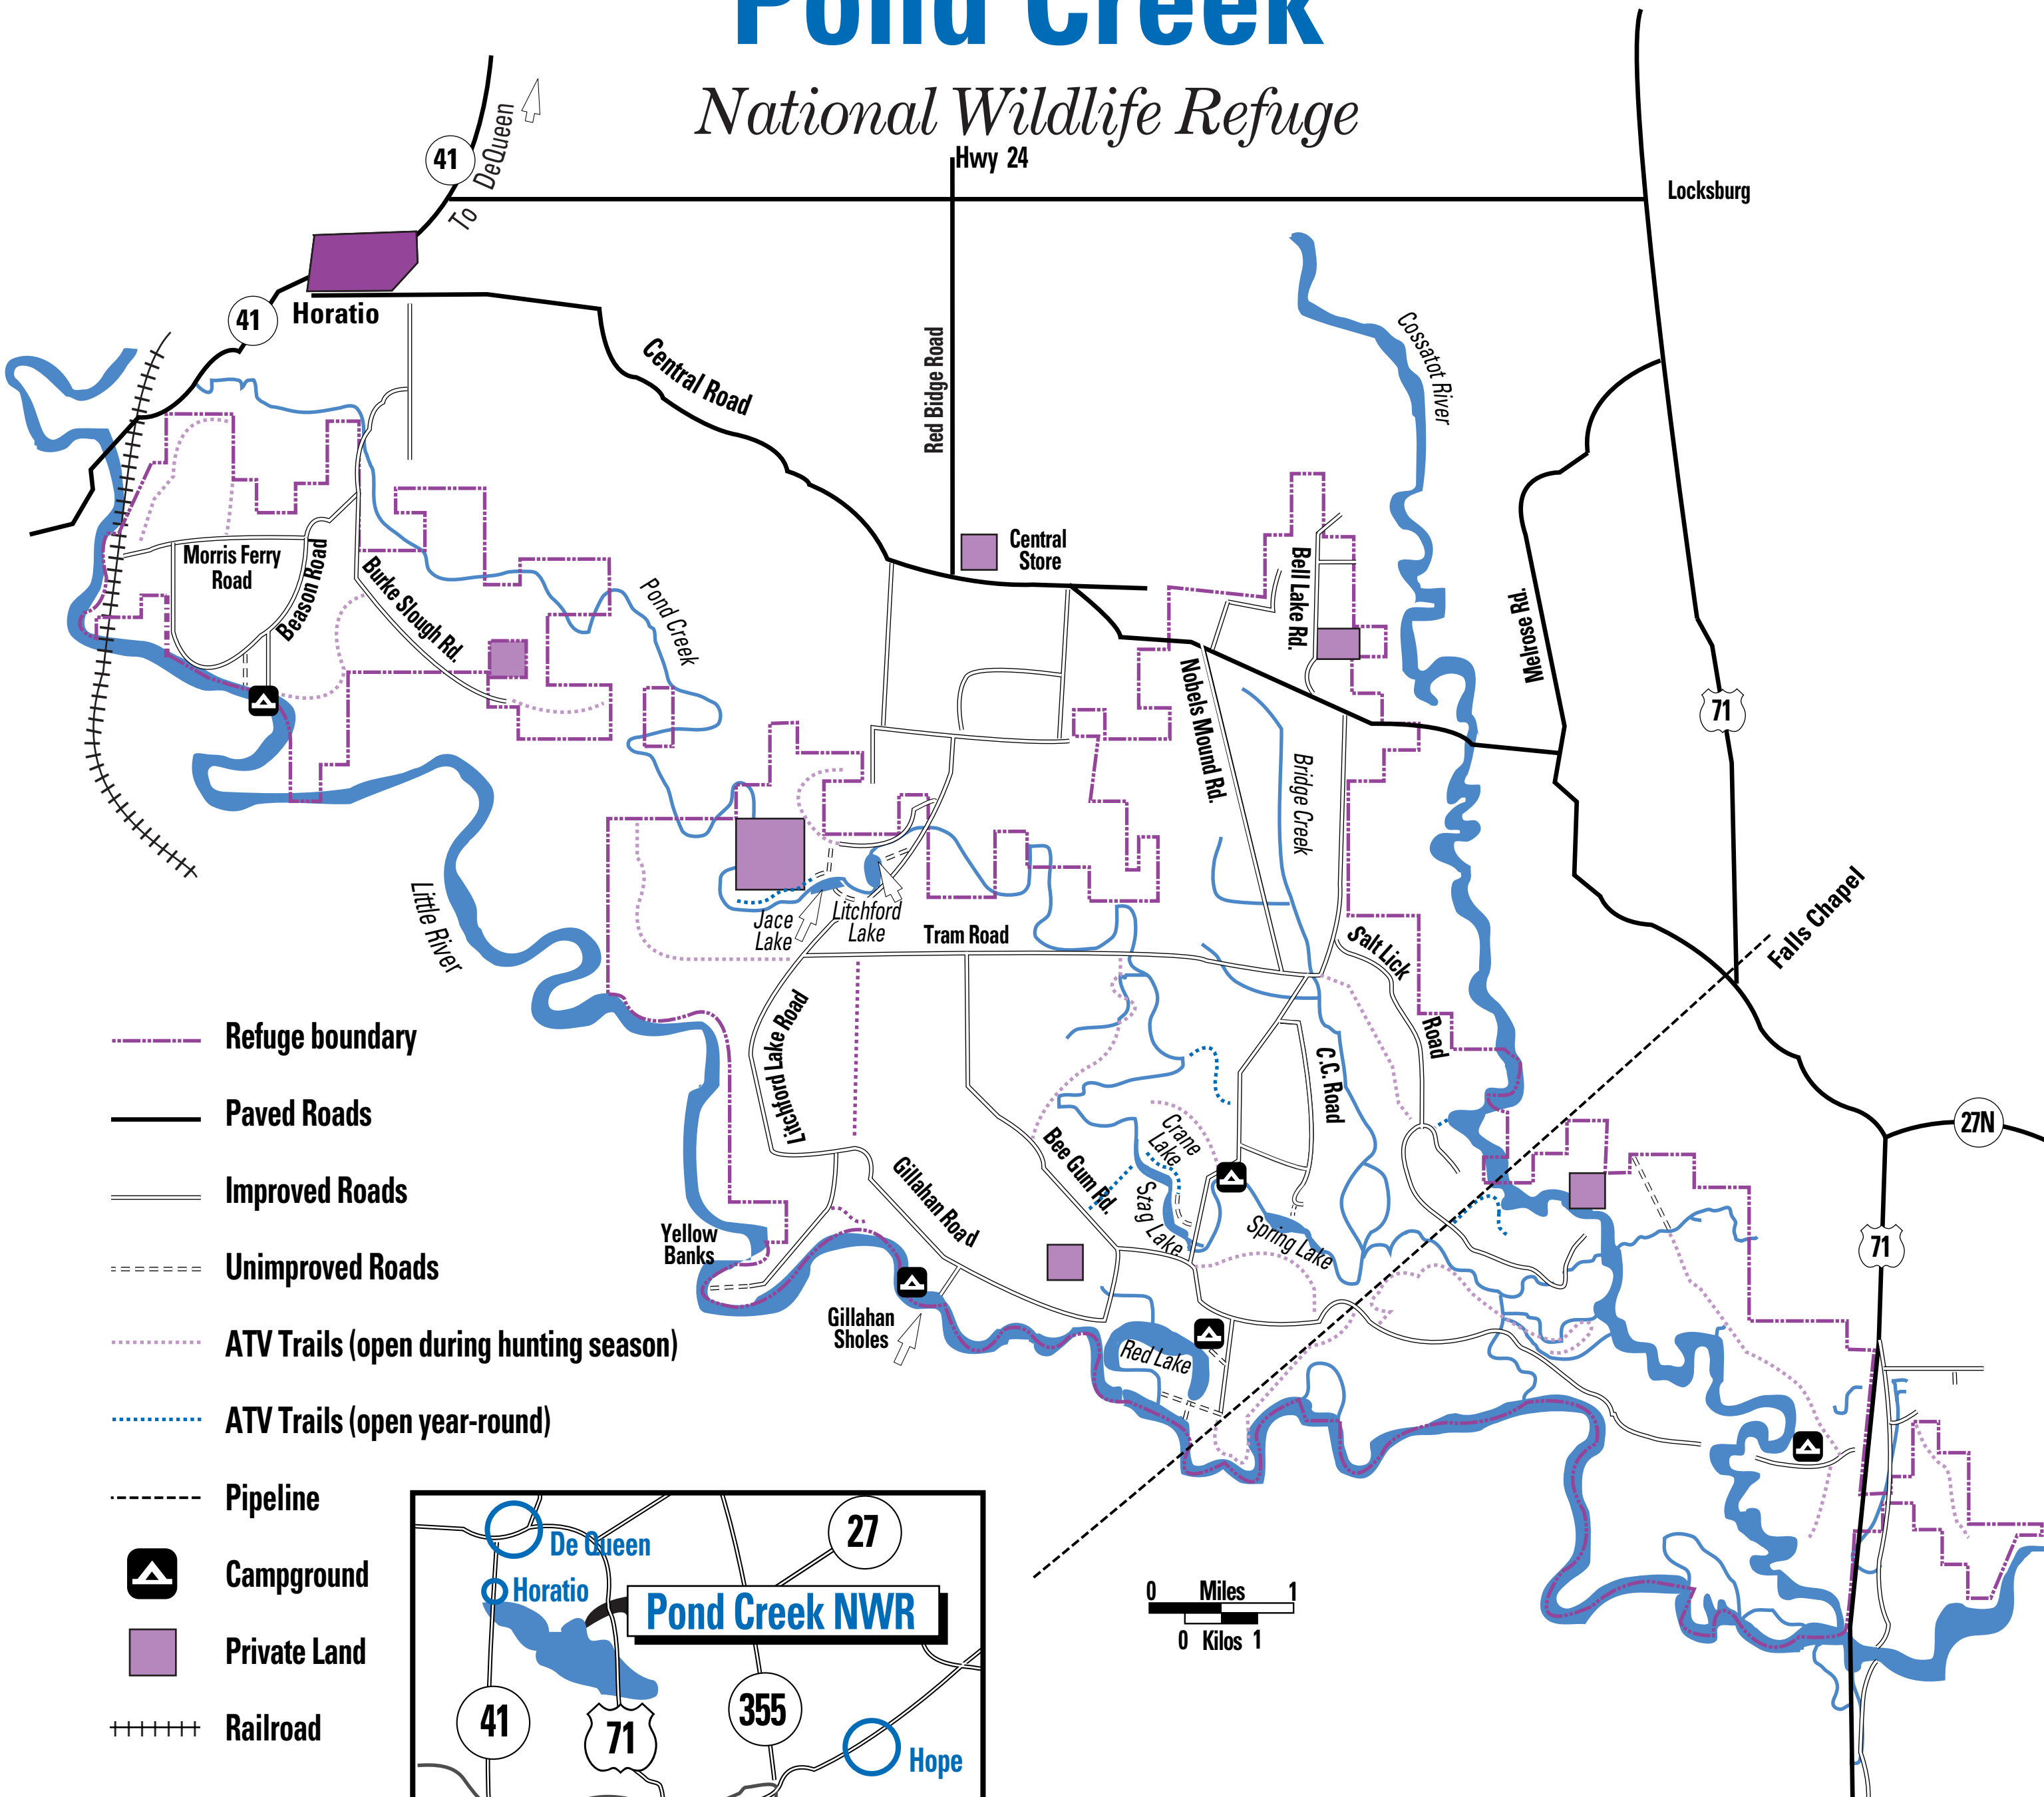 Pond Creek
National Wildlife Refuge
Hwy 24
41
To DeQueen
Locksburg
Horatio
41
Central Road
Red Bidge Road
Cossatot River
Central
Store
Morris Ferry
Road
Beason Road
Burke Slough Rd.
Pond Creek
Bell Lake Rd.
Melrose Rd.
Nobels Mound Rd.
Bridge Creek
71
Little River
Jace
Lake
Litchford
Lake
Tram Road
Salt Lick
Road
Falls Chapel
Litchford Lake Road
C.C. Road
27N
Crane
Lake
Bee Gum Rd.
Stag
Lake
Gillahan Road
Spring Lake
Yellow
Banks
71
Gillahan
Sholes
Red Lake
Refuge boundary
Paved Roads
Improved Roads
Unimproved Roads
ATV Trails (open during hunting season)
ATV Trails (open year-round)
Pipeline
Campground
Private Land
Railroad
De Queen
27
Horatio
Pond Creek NWR
41
71
355
Hope
0 Miles 1
0 Kilos 1